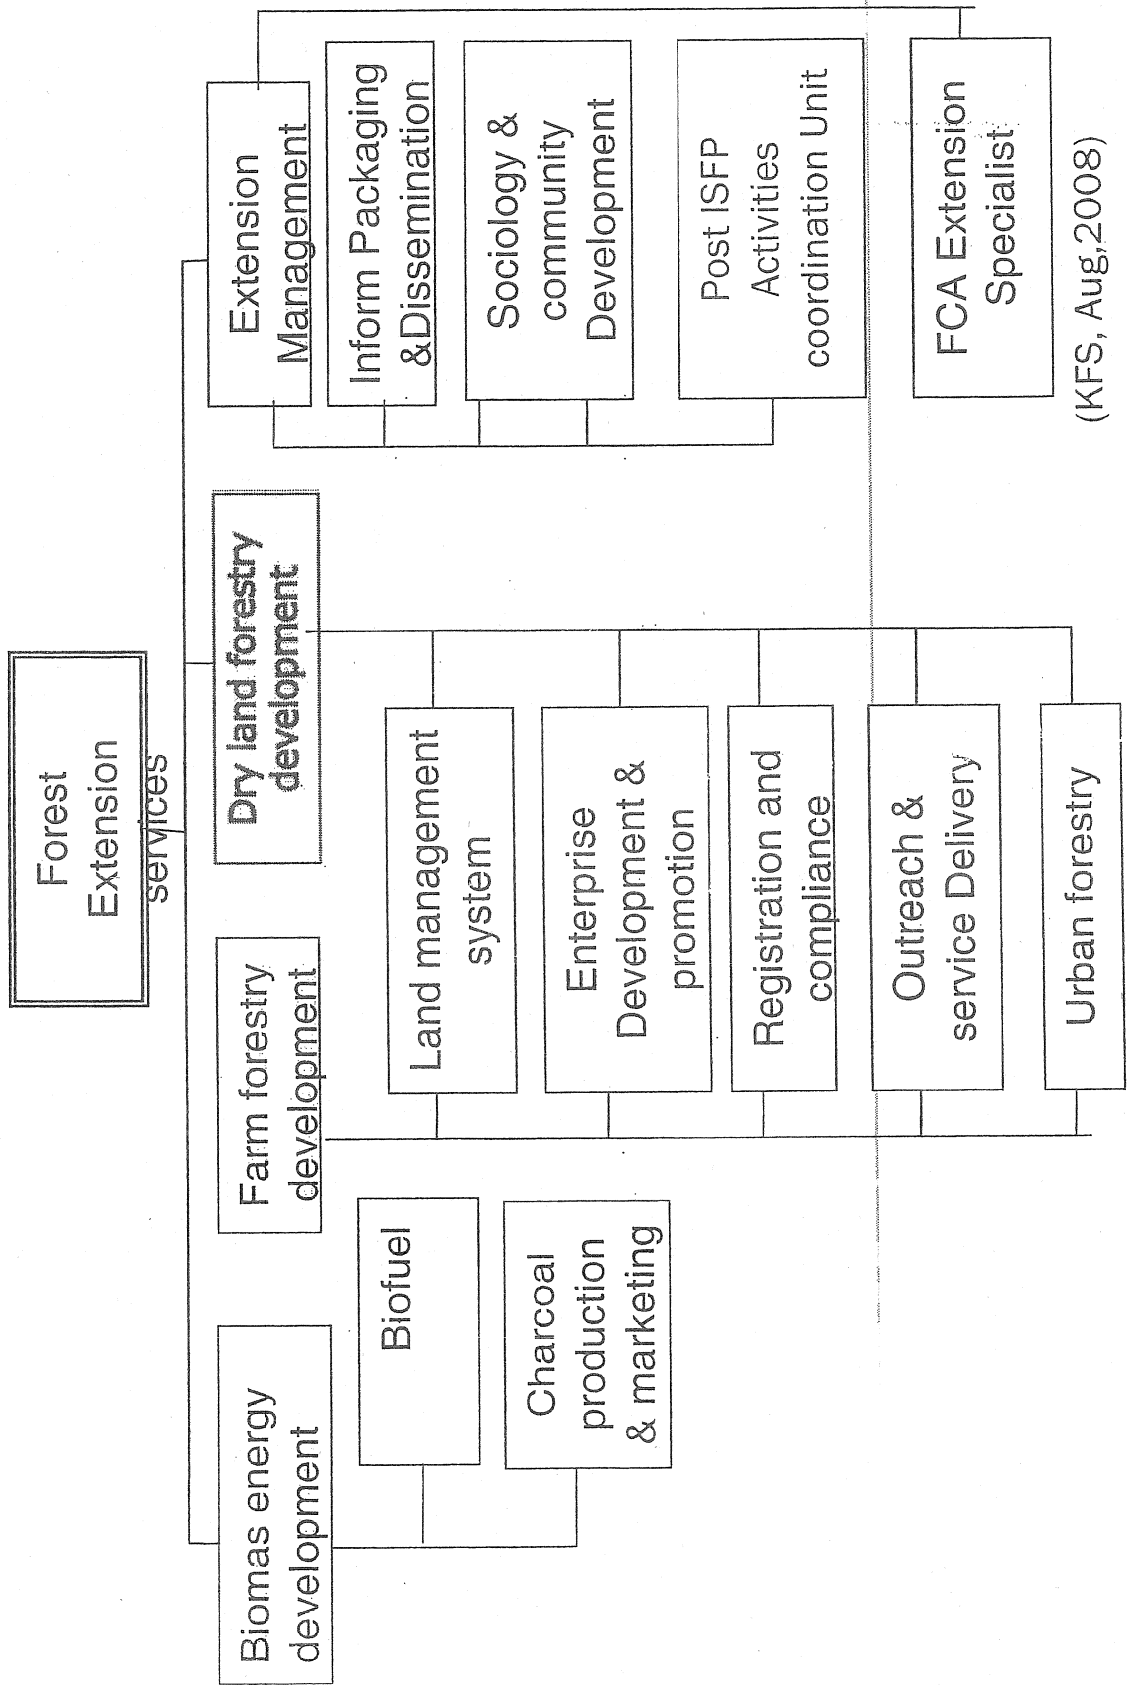 Forest
Extension
services
Biomas energy
development
Farm forestry
development
Dry land forestry
development
Extension
Management
Biofuel
Charcoal
production
& marketing
Land management
system
Enterprise
Development &
promotion
Registration and
compliance
Outreach &
service Delivery
Urban forestry
Inform Packaging
&Dissemination
Sociology &
community
Development
Post ISFP
Activities
coordination Unit
FCA Extension
Specialist
(KFS, Aug,2008)